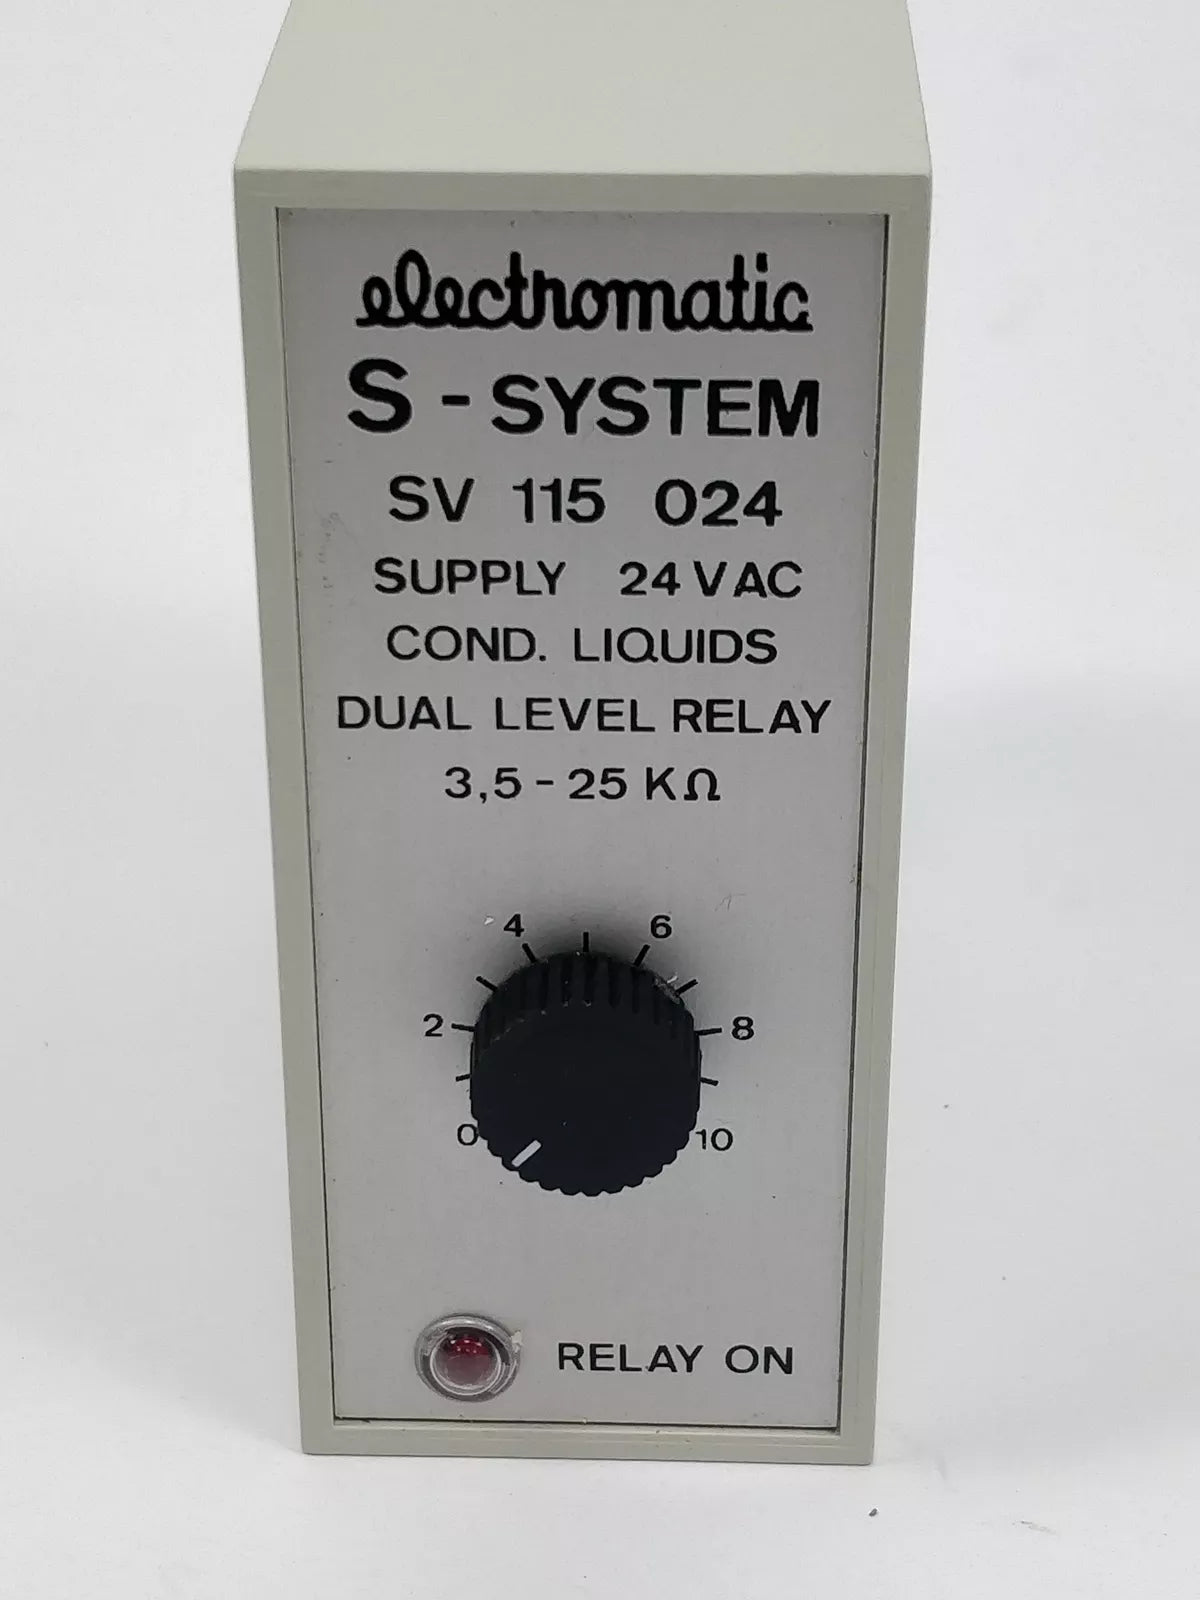 electromatic
S - SYSTEM
SV 115 024
SUPPLY 24 VAC
COND. LIQUIDS
DUAL LEVEL RELAY
3,5 - 25 KΩ
4 6
2 8
0 10
RELAY ON